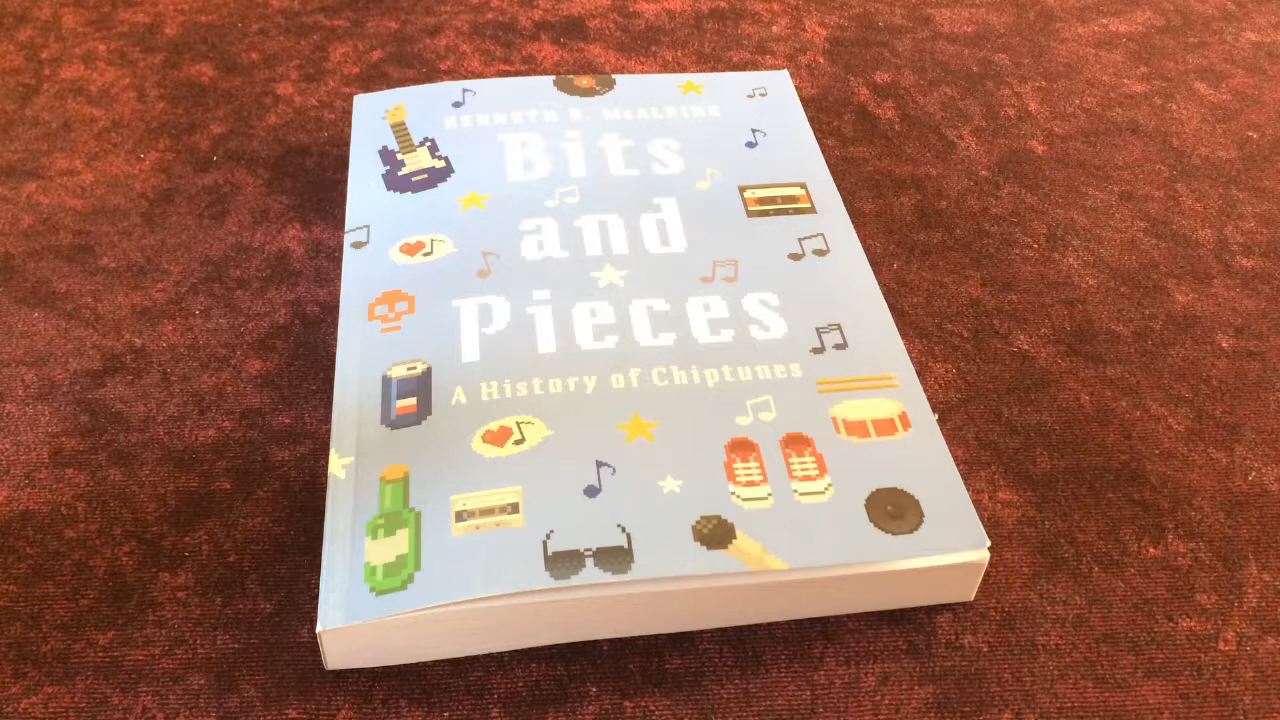 KENNETH B. McALPINE
Bits
and
Pieces
A History of Chiptunes